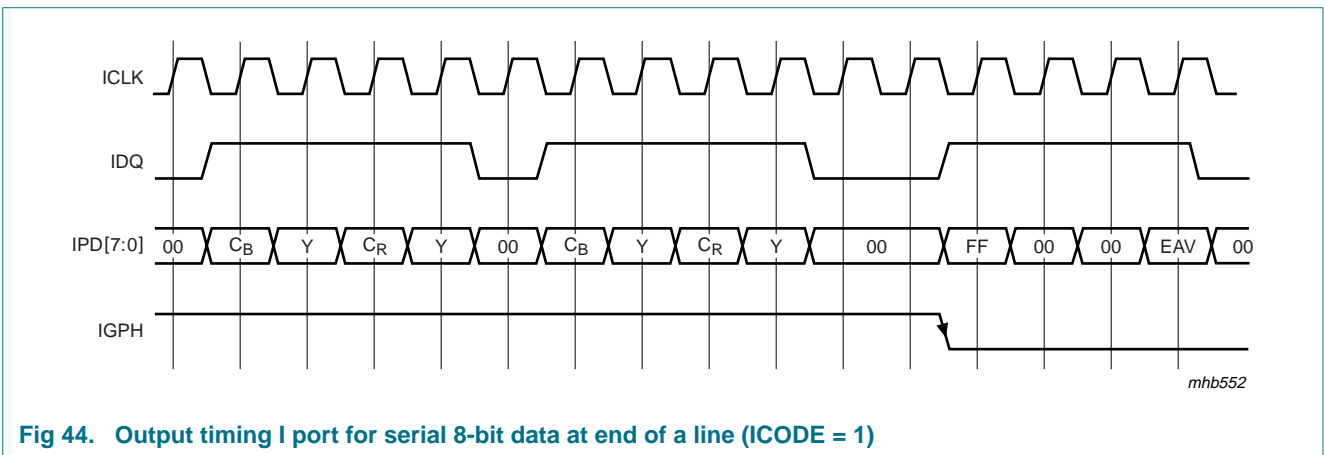 ICLK
IDQ
IPD[7:0] 00 CB Y CR Y 00 CB Y CR Y 00 FF 00 00 EAV 00
IGPH
mhb552
Fig 44. Output timing I port for serial 8-bit data at end of a line (ICODE = 1)